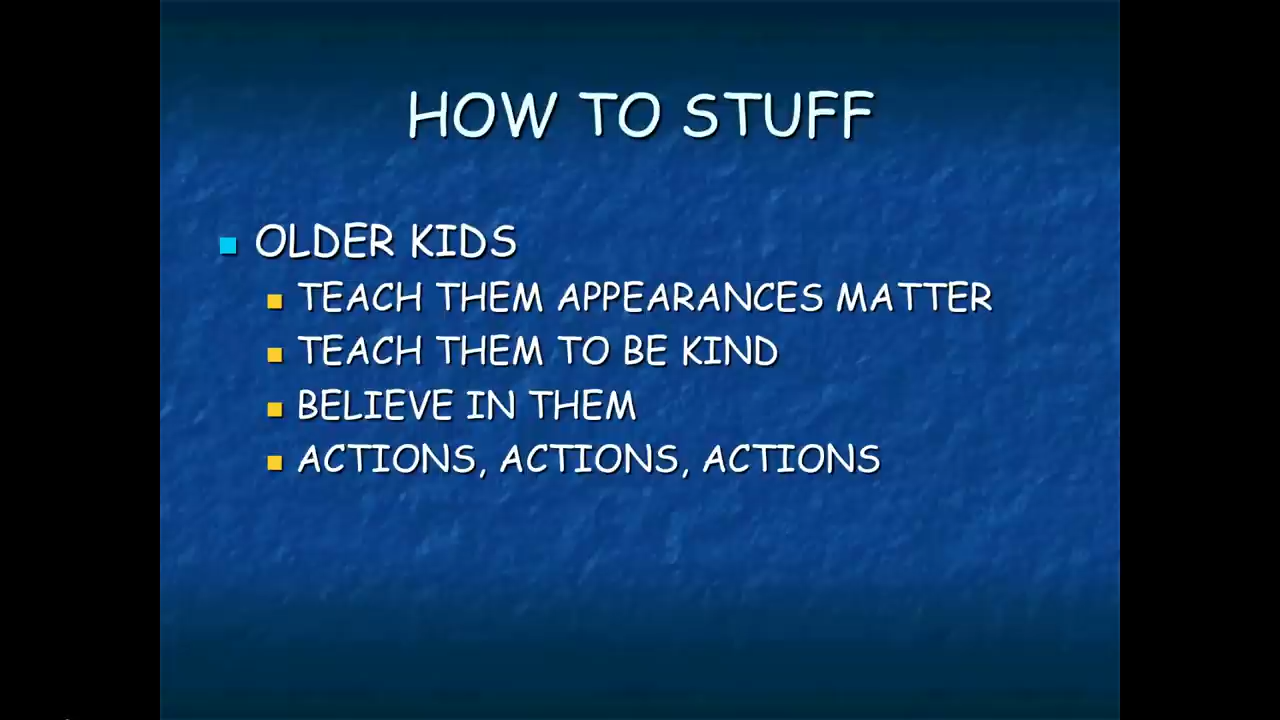 HOW TO STUFF
OLDER KIDS
TEACH THEM APPEARANCES MATTER
TEACH THEM TO BE KIND
BELIEVE IN THEM
ACTIONS, ACTIONS, ACTIONS